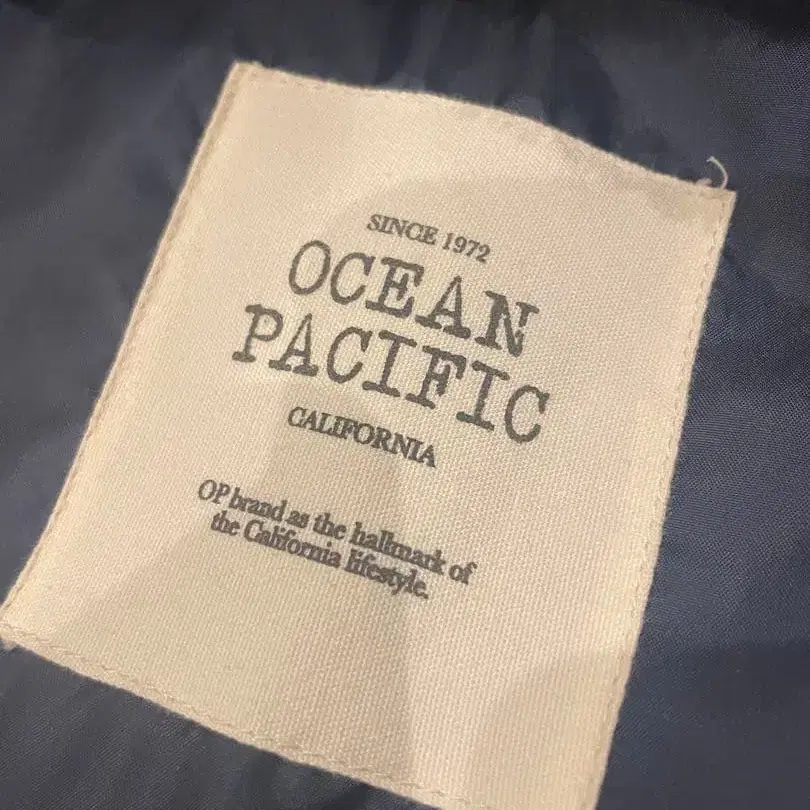 SINCE 1972
OCEAN
PACIFIC
CALIFORNIA
OP brand as the hallmark of
the California lifestyle.